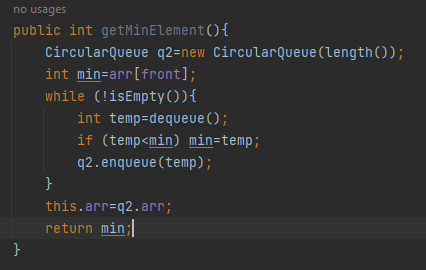 no usages
public int getMinElement(){
    CircularQueue q2=new CircularQueue(length());
    int min=arr[front];
    while (!isEmpty()){
        int temp=dequeue();
        if (temp<min) min=temp;
        q2.enqueue(temp);
    }
    this.arr=q2.arr;
    return min;
}